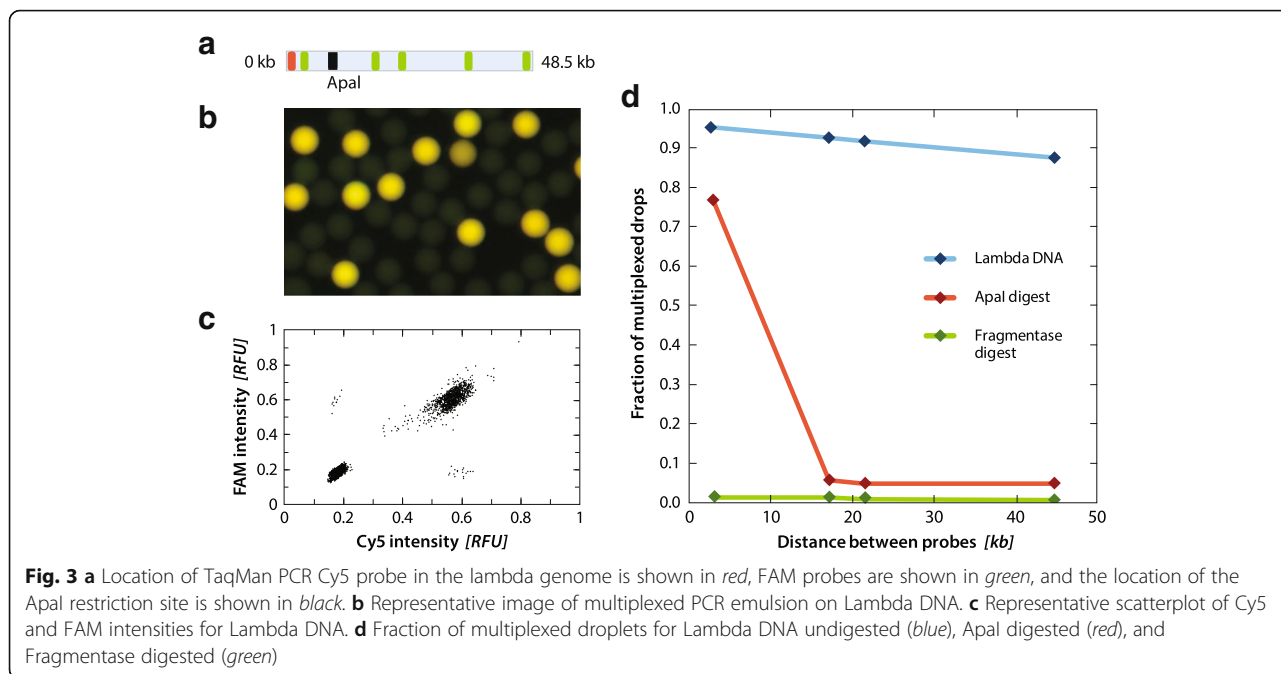 a
0 kb
48.5 kb
ApaI
b
c
FAM intensity [RFU]
1
0.8
0.6
0.4
0.2
0
0
0.2
0.4
0.6
0.8
1
Cy5 intensity [RFU]
d
Fraction of multiplexed drops
1.0
0.9
0.8
0.7
0.6
0.5
0.4
0.3
0.2
0.1
0.0
0
10
20
30
40
50
Distance between probes [kb]
Lambda DNA
ApaI digest
Fragmentase
digest
Fig. 3 a Location of TaqMan PCR Cy5 probe in the lambda genome is shown in red, FAM probes are shown in green, and the location of the
ApaI restriction site is shown in black. b Representative image of multiplexed PCR emulsion on Lambda DNA. c Representative scatterplot of Cy5
and FAM intensities for Lambda DNA. d Fraction of multiplexed droplets for Lambda DNA undigested (blue), ApaI digested (red), and
Fragmentase digested (green)